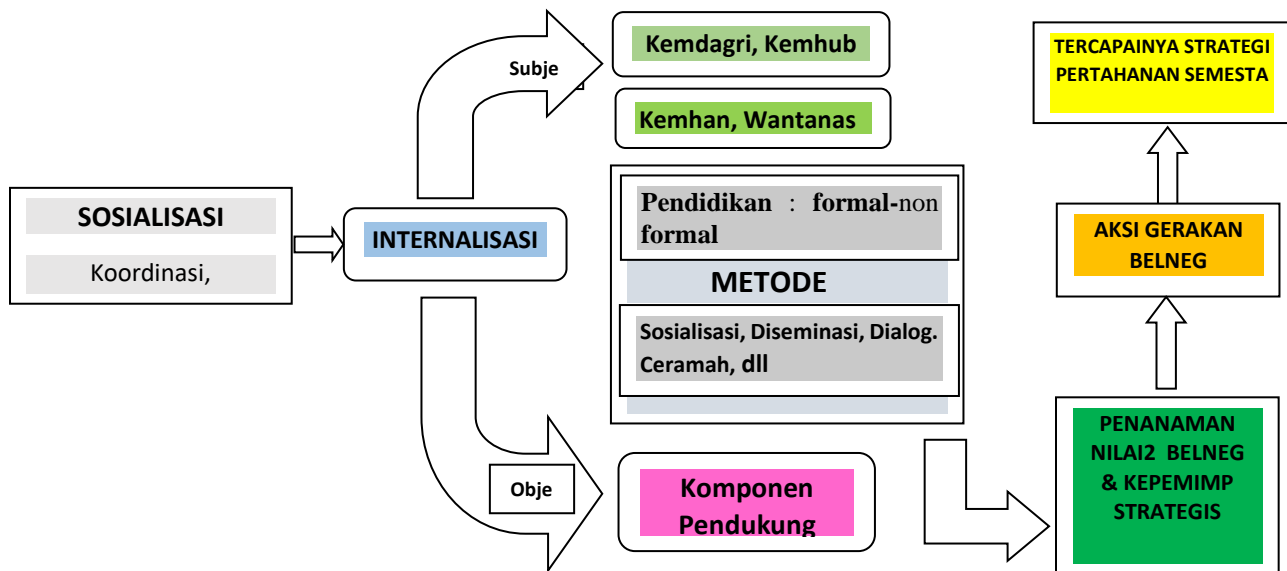 SOSIALISASI
Koordinasi,
INTERNALISASI
Subje
Kemdagri, Kemhub
Kemhan, Wantanas
Pendidikan : formal-non
formal
METODE
Sosialisasi, Diseminasi, Dialog.
Ceramah, dll
Obje
Komponen
Pendukung
PENANAMAN
NILAI2 BELNEG
& KEPEMIMP
STRATEGIS
AKSI GERAKAN
BELNEG
TERCAPAINYA STRATEGI
PERTAHANAN SEMESTA